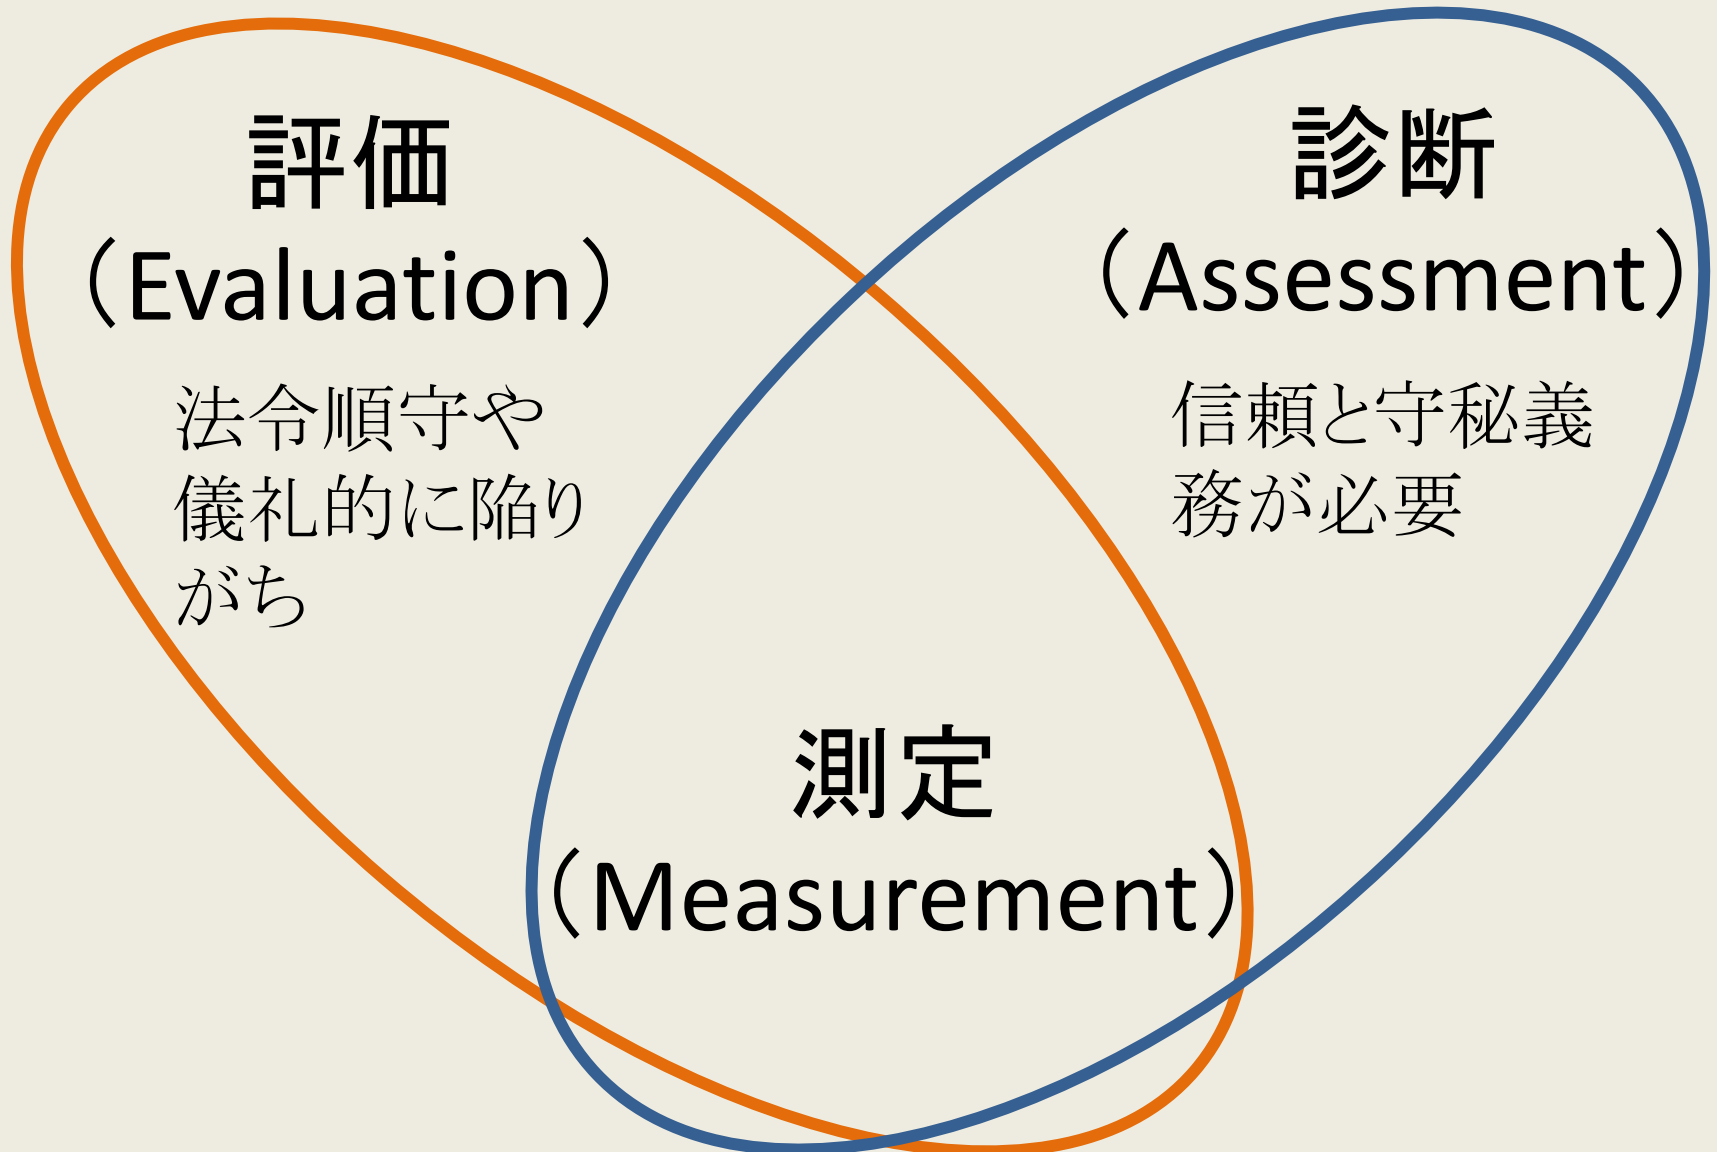 評価
（Evaluation）
法令順守や
儀礼的に陥り
がち
診断
（Assessment）
信頼と守秘義
務が必要
測定
（Measurement）